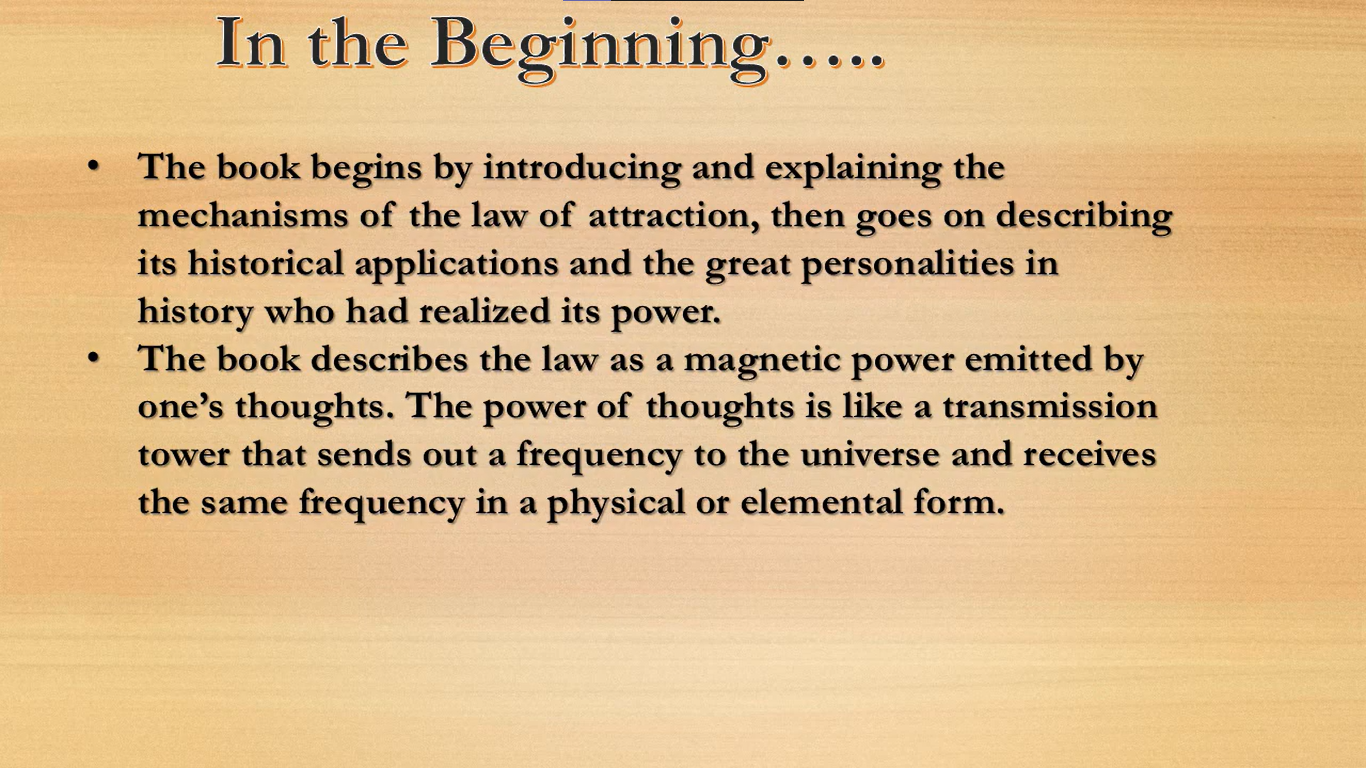 In the Beginning…..
• The book begins by introducing and explaining the
mechanisms of the law of attraction, then goes on describing
its historical applications and the great personalities in
history who had realized its power.
• The book describes the law as a magnetic power emitted by
one’s thoughts. The power of thoughts is like a transmission
tower that sends out a frequency to the universe and receives
the same frequency in a physical or elemental form.